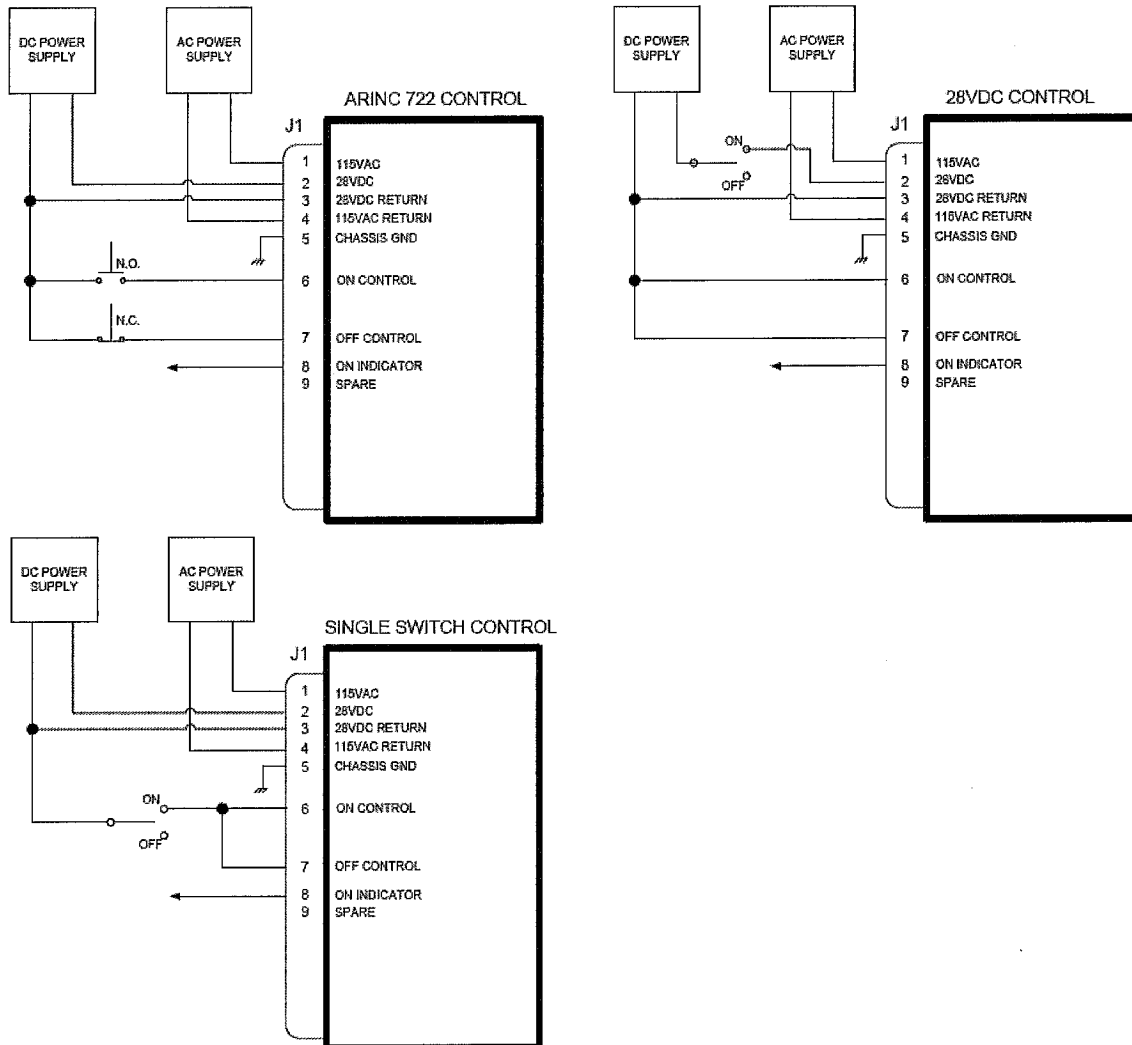 DC POWER
SUPPLY
AC POWER
SUPPLY
ARINC 722 CONTROL
J1
1 115VAC
2 28VDC
3 28VDC RETURN
4 115VAC RETURN
5 CHASSIS GND
N.O.
6 ON CONTROL
N.C.
7 OFF CONTROL
8 ON INDICATOR
9 SPARE
DC POWER
SUPPLY
AC POWER
SUPPLY
28VDC CONTROL
J1
ON
OFF
1 115VAC
2 28VDC
3 28VDC RETURN
4 115VAC RETURN
5 CHASSIS GND
6 ON CONTROL
7 OFF CONTROL
8 ON INDICATOR
9 SPARE
DC POWER
SUPPLY
AC POWER
SUPPLY
SINGLE SWITCH CONTROL
J1
1 115VAC
2 28VDC
3 28VDC RETURN
4 115VAC RETURN
5 CHASSIS GND
ON
OFF
6 ON CONTROL
7 OFF CONTROL
8 ON INDICATOR
9 SPARE